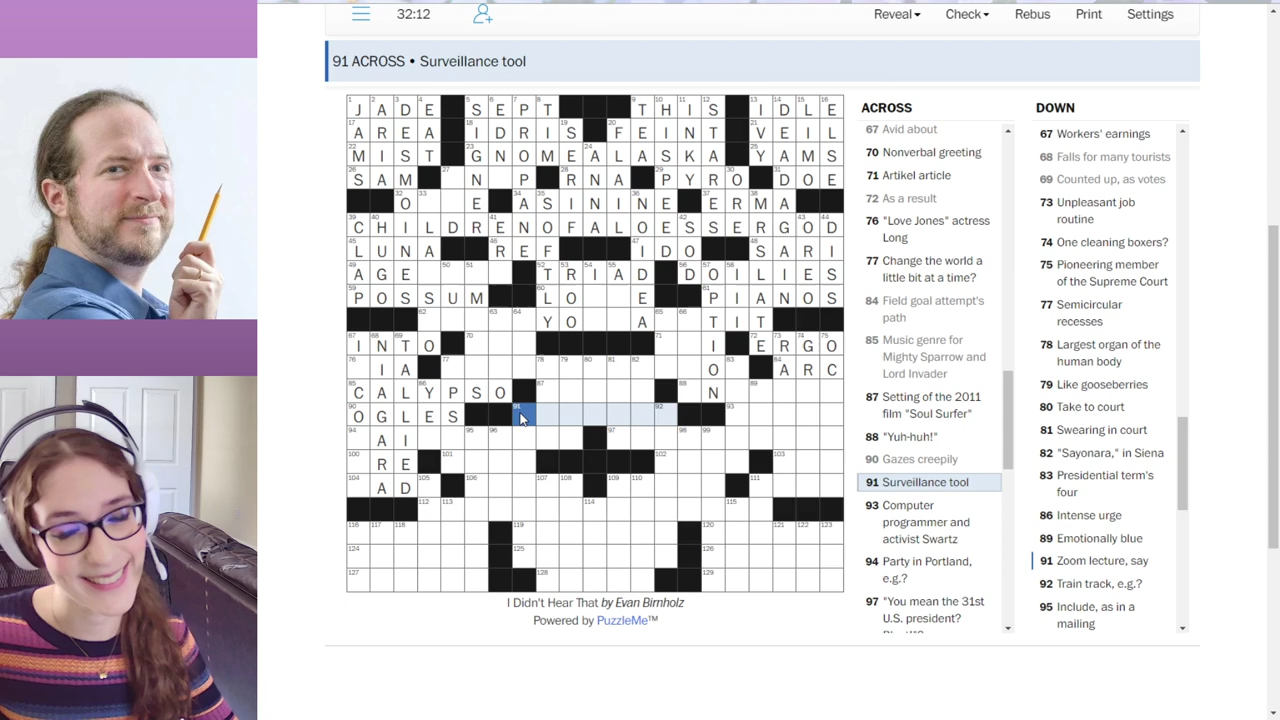 32:12 Reveal Check Rebus Print Settings
91 ACROSS • Surveillance tool
J A D E S E P T T H I S I D L E
A R E A I D R I S F E I N T V E I L
M I S T G N O M E A L A S K A Y A M S
S A M N P R N A P Y R O D O E
O E A S I N I N E E R M A
C H I L D R E N O F A L O E S S E R G O D
L U N A R E F I D O S A R I
A G E T R I A D D O I L I E S
P O S S U M L O E P I A N O S
Y O A T I T
I N T O I E R G O
I A O A R C
C A L Y P S O N
O G L E S
A I
R E
A D
I Didn't Hear That by Evan Birnholz
Powered by PuzzleMe™
ACROSS
67 Avid about
70 Nonverbal greeting
71 Artikel article
72 As a result
76 "Love Jones" actress
Long
77 Change the world a
little bit at a time?
84 Field goal attempt's
path
85 Music genre for
Mighty Sparrow and
Lord Invader
87 Setting of the 2011
film "Soul Surfer"
88 "Yuh-huh!"
90 Gazes creepily
91 Surveillance tool
93 Computer
programmer and
activist Swartz
94 Party in Portland,
e.g.?
97 "You mean the 31st
U.S. president?
DOWN
67 Workers' earnings
68 Falls for many tourists
69 Counted up, as votes
73 Unpleasant job
routine
74 One cleaning boxers?
75 Pioneering member
of the Supreme Court
77 Semicircular
recesses
78 Largest organ of the
human body
79 Like gooseberries
80 Take to court
81 Swearing in court
82 "Sayonara," in Siena
83 Presidential term's
four
86 Intense urge
89 Emotionally blue
91 Zoom lecture, say
92 Train track, e.g.?
95 Include, as in a
mailing